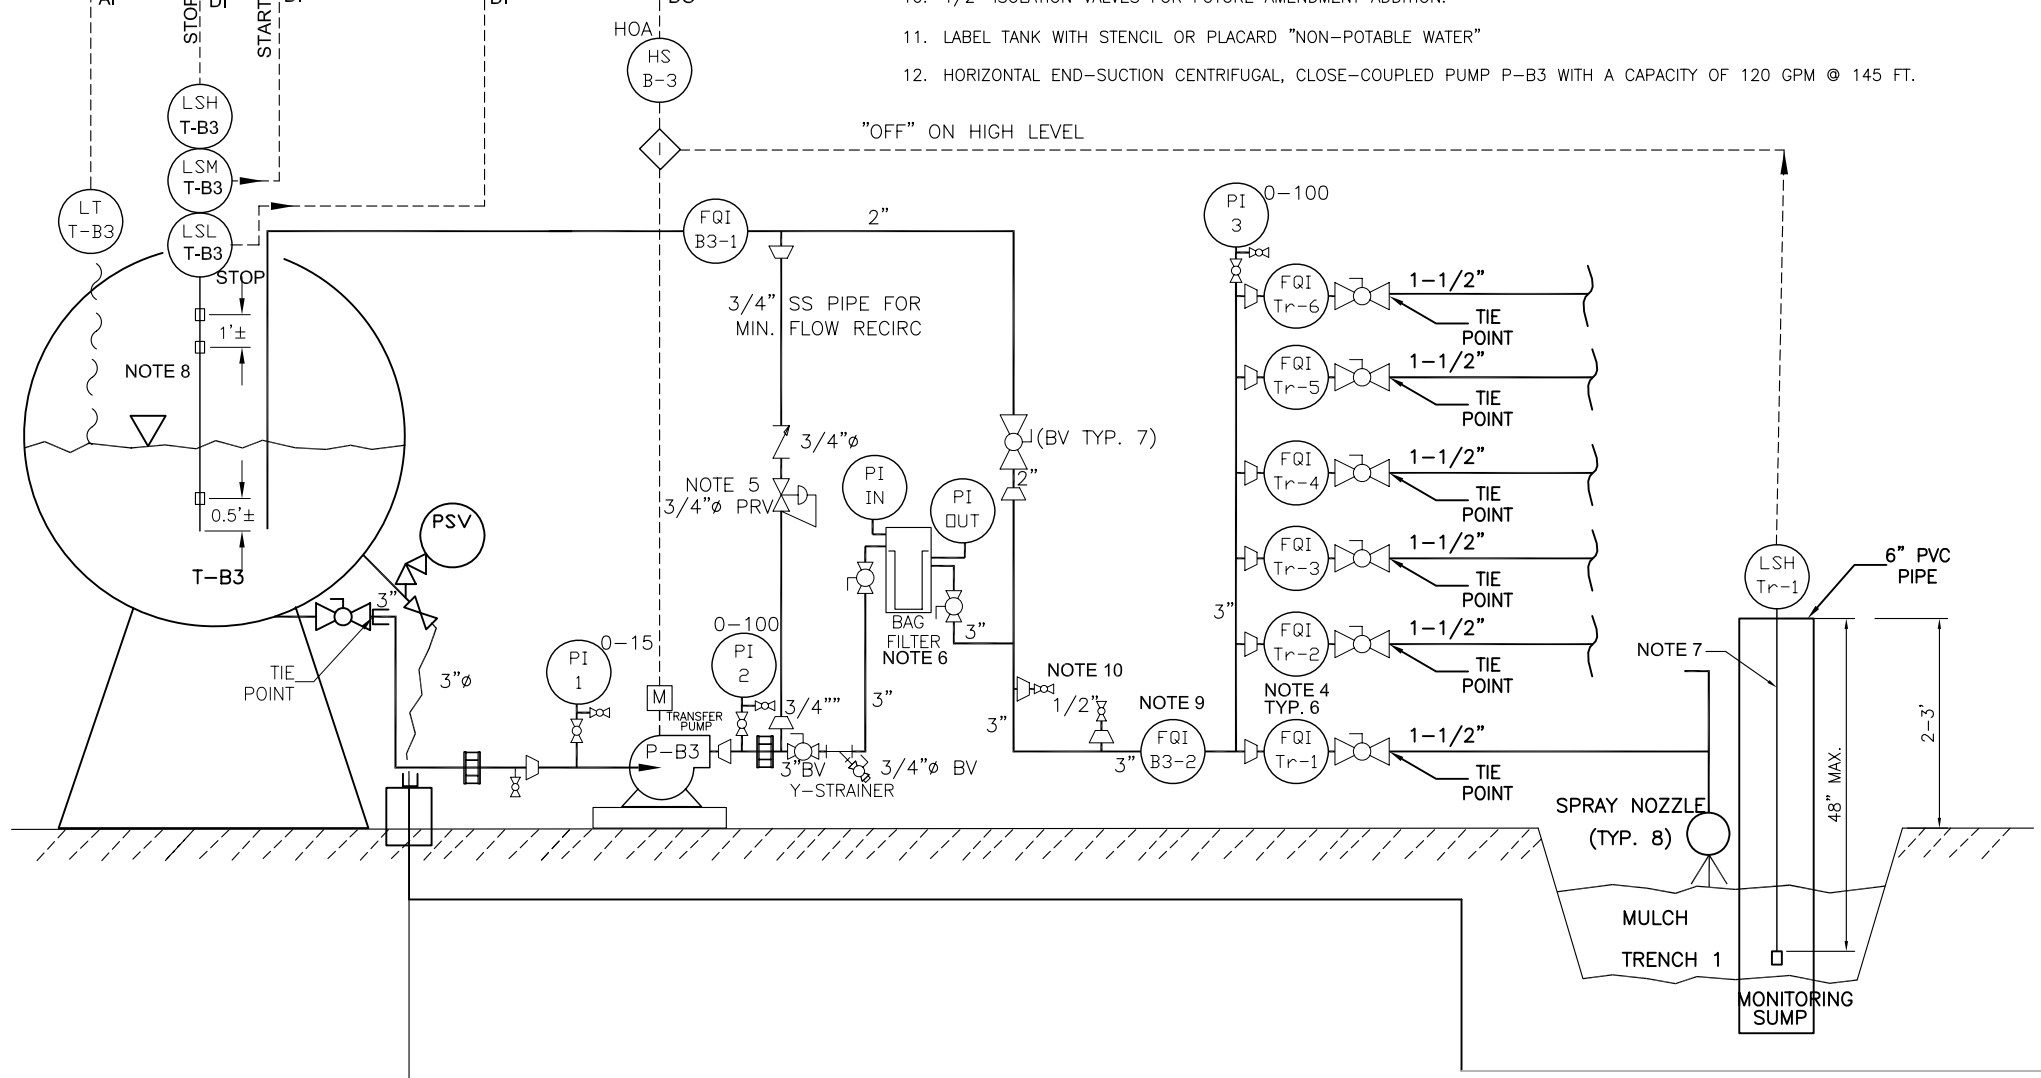 STOP
START
DI
HOA
HS
B-3
11. LABEL TANK WITH STENCIL OR PLACARD "NON-POTABLE WATER"
12. HORIZONTAL END-SUCTION CENTRIFUGAL, CLOSE-COUPLED PUMP P-B3 WITH A CAPACITY OF 120 GPM @ 145 FT.
"OFF" ON HIGH LEVEL
I
LSH
T-B3
LSM
T-B3
LSL
T-B3
LT
T-B3
STOP
1'±
NOTE 8
0.5'±
T-B3
FQI
B3-1
2"
3/4" SS PIPE FOR
MIN. FLOW RECIRC
3/4"ø
NOTE 5
3/4"ø PRV
(BV TYP. 7)
2"
PI
IN
PI
OUT
BAG
FILTER
NOTE 6
3"
3"
PSV
3"
TIE
POINT
3"ø
PI
1
0-15
PI
2
0-100
M
TRANSFER
PUMP
P-B3
3/4""
3"BV
Y-STRAINER
3/4"ø BV
NOTE 10
1/2"
3"
3"
NOTE 9
FQI
B3-2
PI
3
0-100
3"
FQI
Tr-6
1-1/2"
TIE
POINT
FQI
Tr-5
1-1/2"
TIE
POINT
FQI
Tr-4
1-1/2"
TIE
POINT
FQI
Tr-3
1-1/2"
TIE
POINT
FQI
Tr-2
1-1/2"
TIE
POINT
NOTE 4
TYP. 6
FQI
Tr-1
1-1/2"
TIE
POINT
LSH
Tr-1
6" PVC
PIPE
NOTE 7
48" MAX.
2-3'
SPRAY NOZZLE
(TYP. 8)
MULCH
TRENCH 1
MONITORING
SUMP